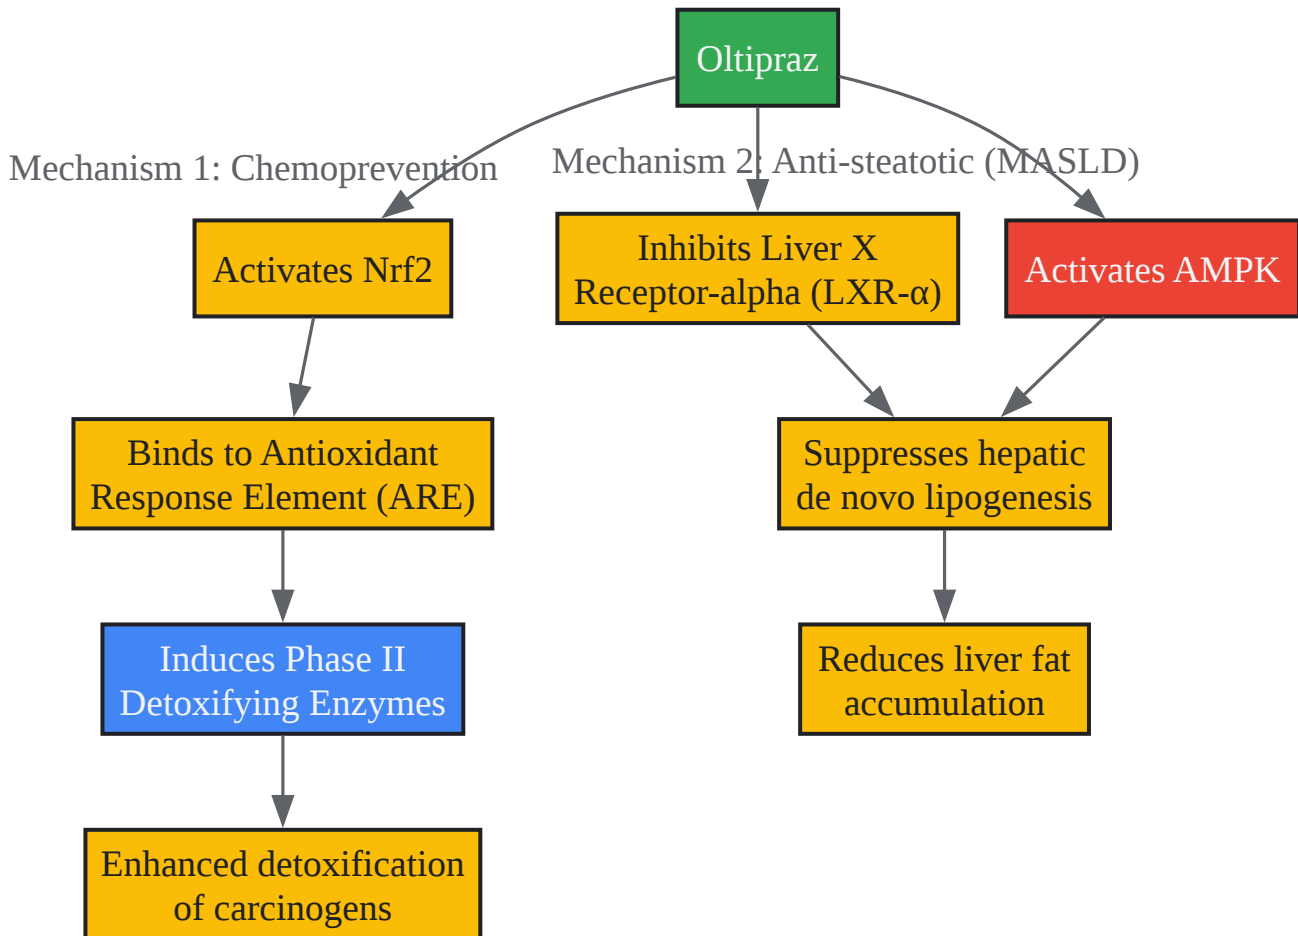 Oltipraz
Mechanism 1: Chemoprevention
Mechanism 2: Anti-steatotic (MASLD)
Activates Nrf2
Inhibits Liver X
Receptor-alpha (LXR-α)
Activates AMPK
Binds to Antioxidant
Response Element (ARE)
Suppresses hepatic
de novo lipogenesis
Induces Phase II
Detoxifying Enzymes
Reduces liver fat
accumulation
Enhanced detoxification
of carcinogens